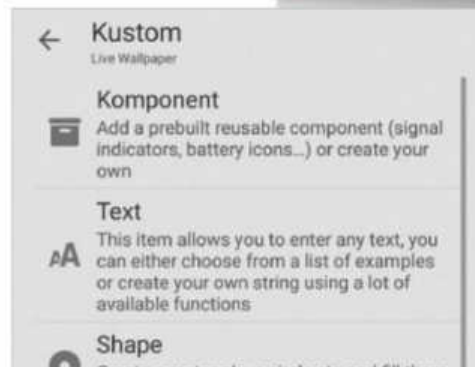 Kustom
Live Wallpaper
Komponent
Add a prebuilt reusable component (signal
indicators, battery icons...) or create your
own
Text
AA
This item allows you to enter any text, you
can either choose from a list of examples
or create your own string using a lot of
available functions
Shape